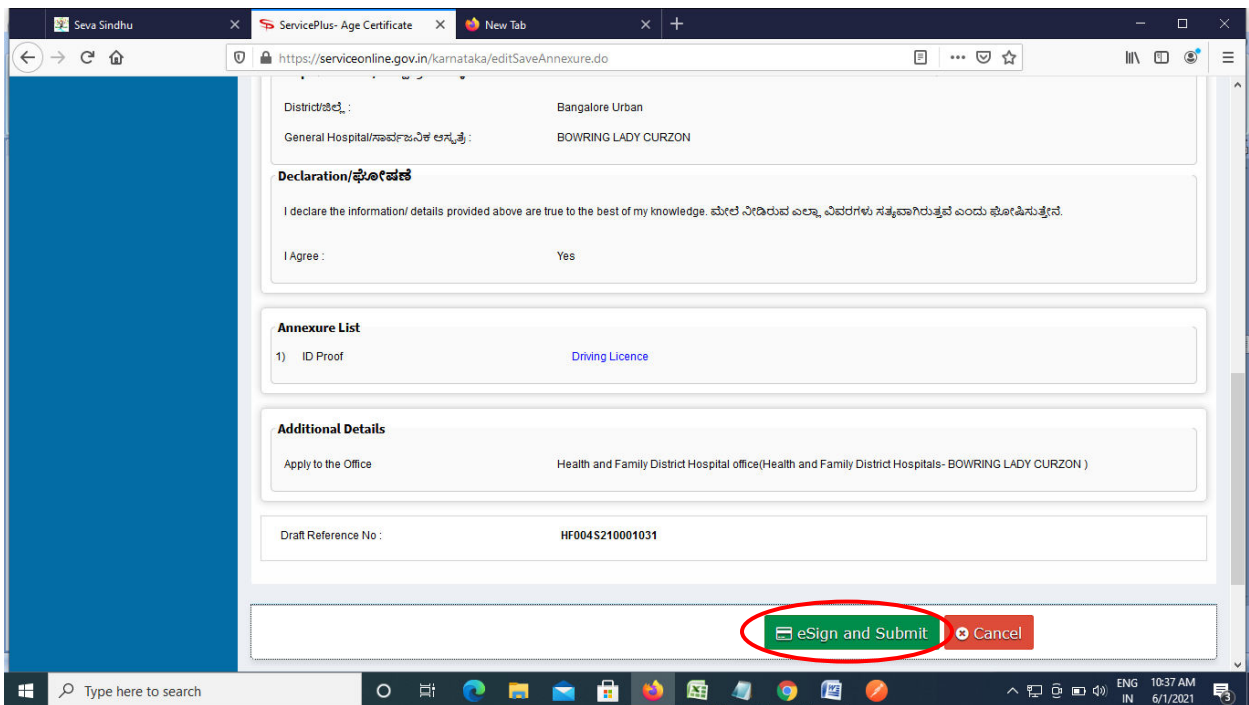 Seva Sindhu
ServicePlus- Age Certificate
New Tab
https://serviceonline.gov.in/karnataka/editSaveAnnexure.do
District/ಜಿಲ್ಲೆ : Bangalore Urban
General Hospital/ಸಾರ್ವಜನಿಕ ಆಸ್ಪತ್ರೆ : BOWRING LADY CURZON
Declaration/ಘೋಷಣೆ
I declare the information/ details provided above are true to the best of my knowledge. ಮೇಲೆ ನೀಡಿರುವ ಎಲ್ಲಾ ವಿವರಗಳು ಸತ್ಯವಾಗಿರುತ್ತವೆ ಎಂದು ಘೋಷಿಸುತ್ತೇನೆ.
I Agree : Yes
Annexure List
1) ID Proof Driving Licence
Additional Details
Apply to the Office Health and Family District Hospital office(Health and Family District Hospitals- BOWRING LADY CURZON )
Draft Reference No : HF004S210001031
eSign and Submit Cancel
Type here to search
ENG 10:37 AM
IN 6/1/2021
3